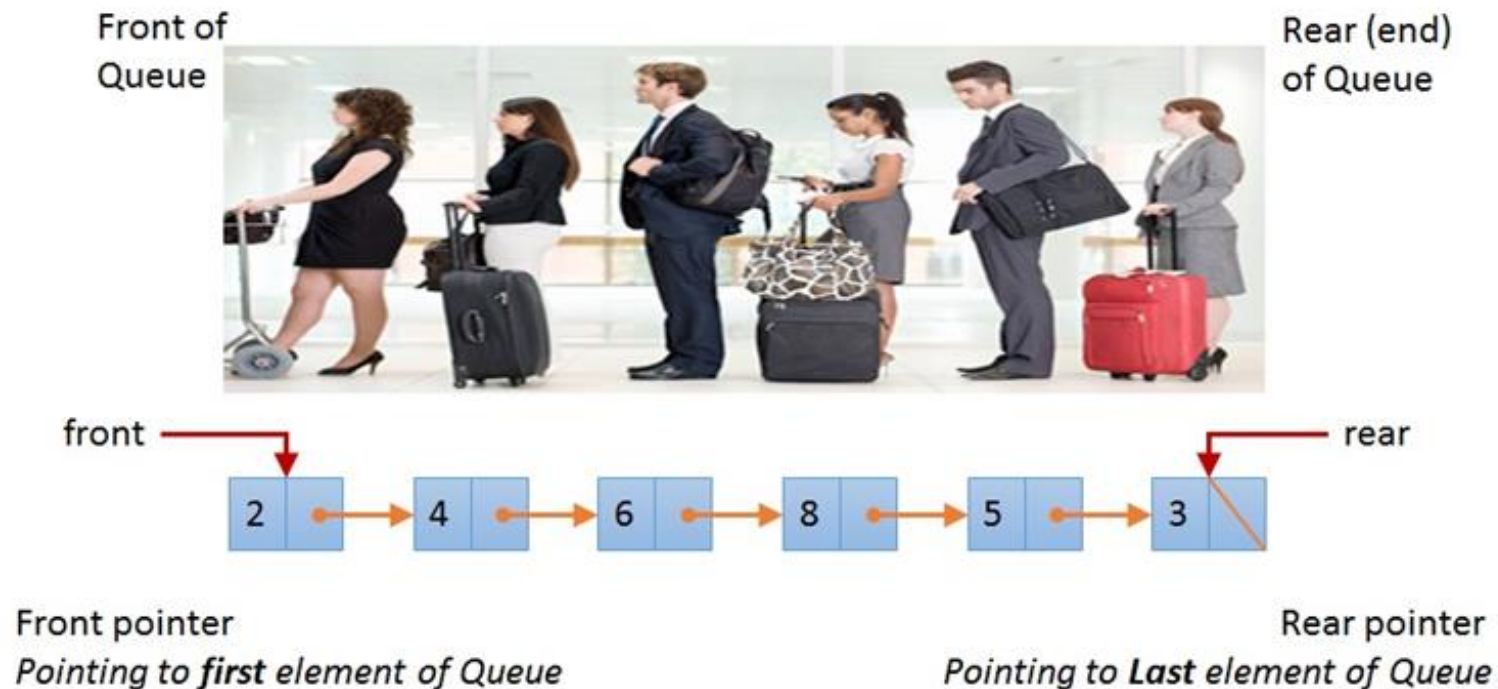 Front of
Queue
Rear (end)
of Queue
front
rear
2 4 6 8 5 3
Front pointer
Pointing to first element of Queue
Rear pointer
Pointing to Last element of Queue